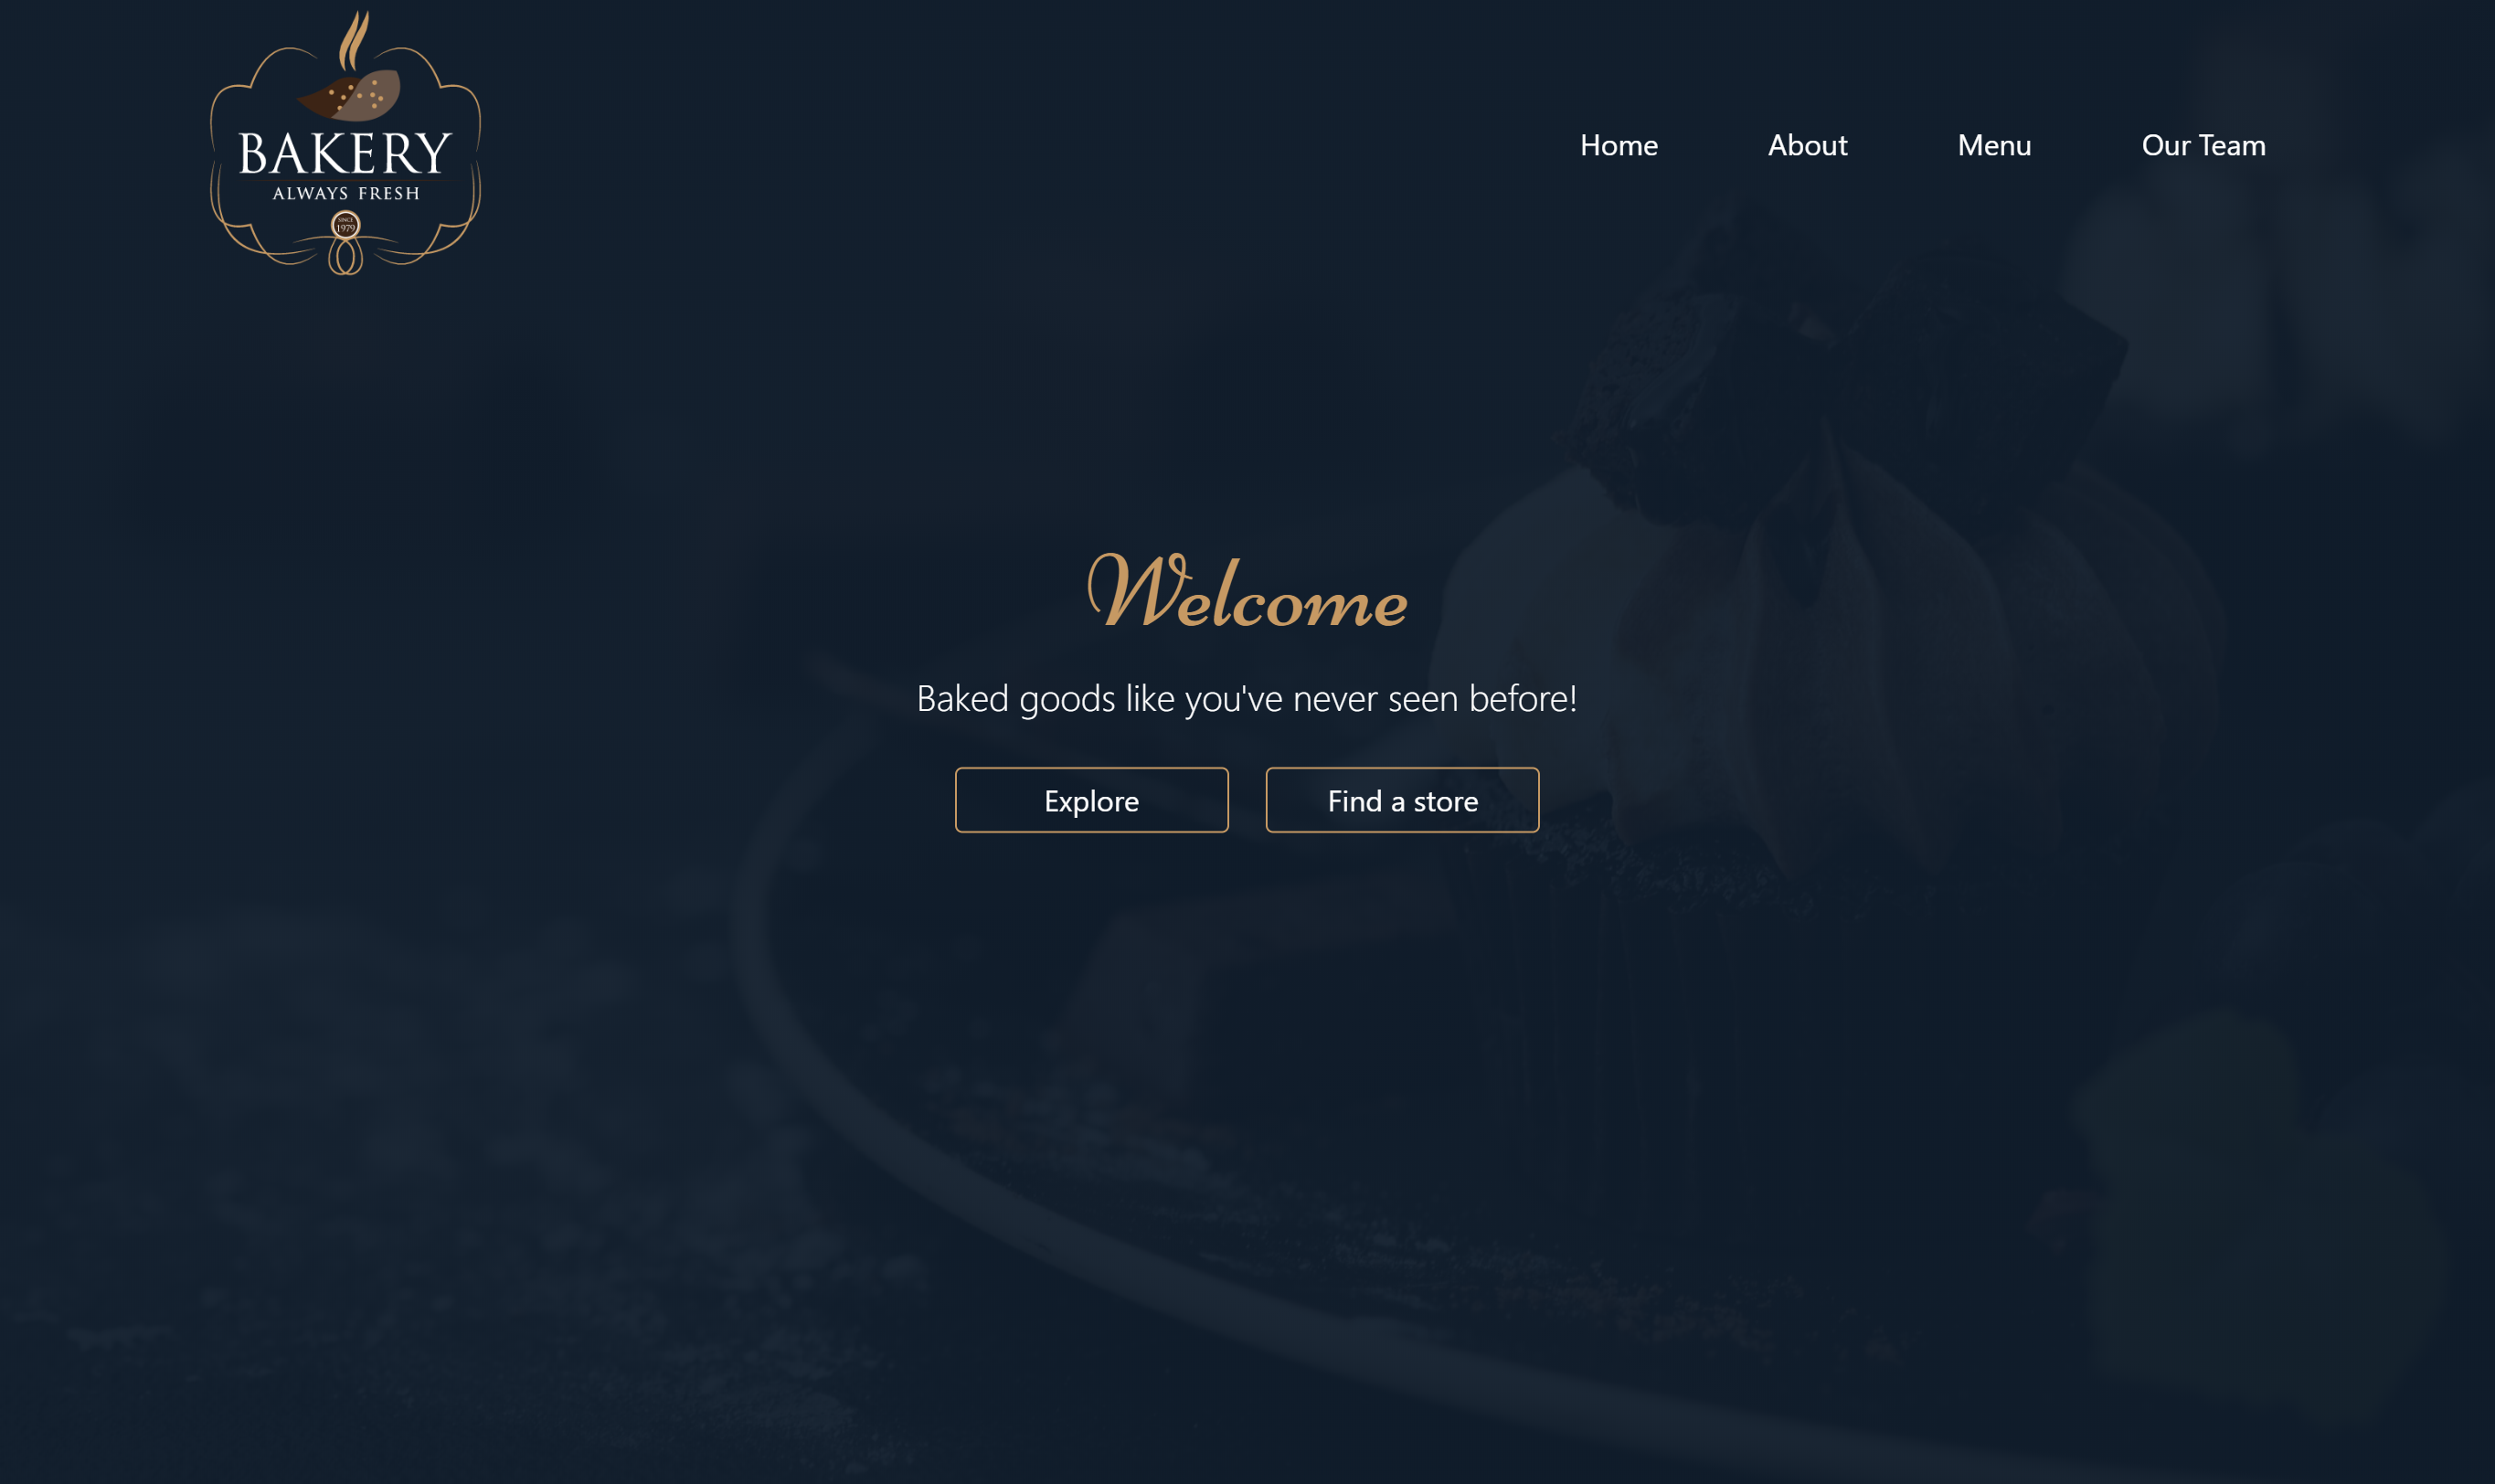 BAKERY
ALWAYS FRESH
SINCE
1979
Home About Menu Our Team
Welcome
Baked goods like you've never seen before!
Explore Find a store